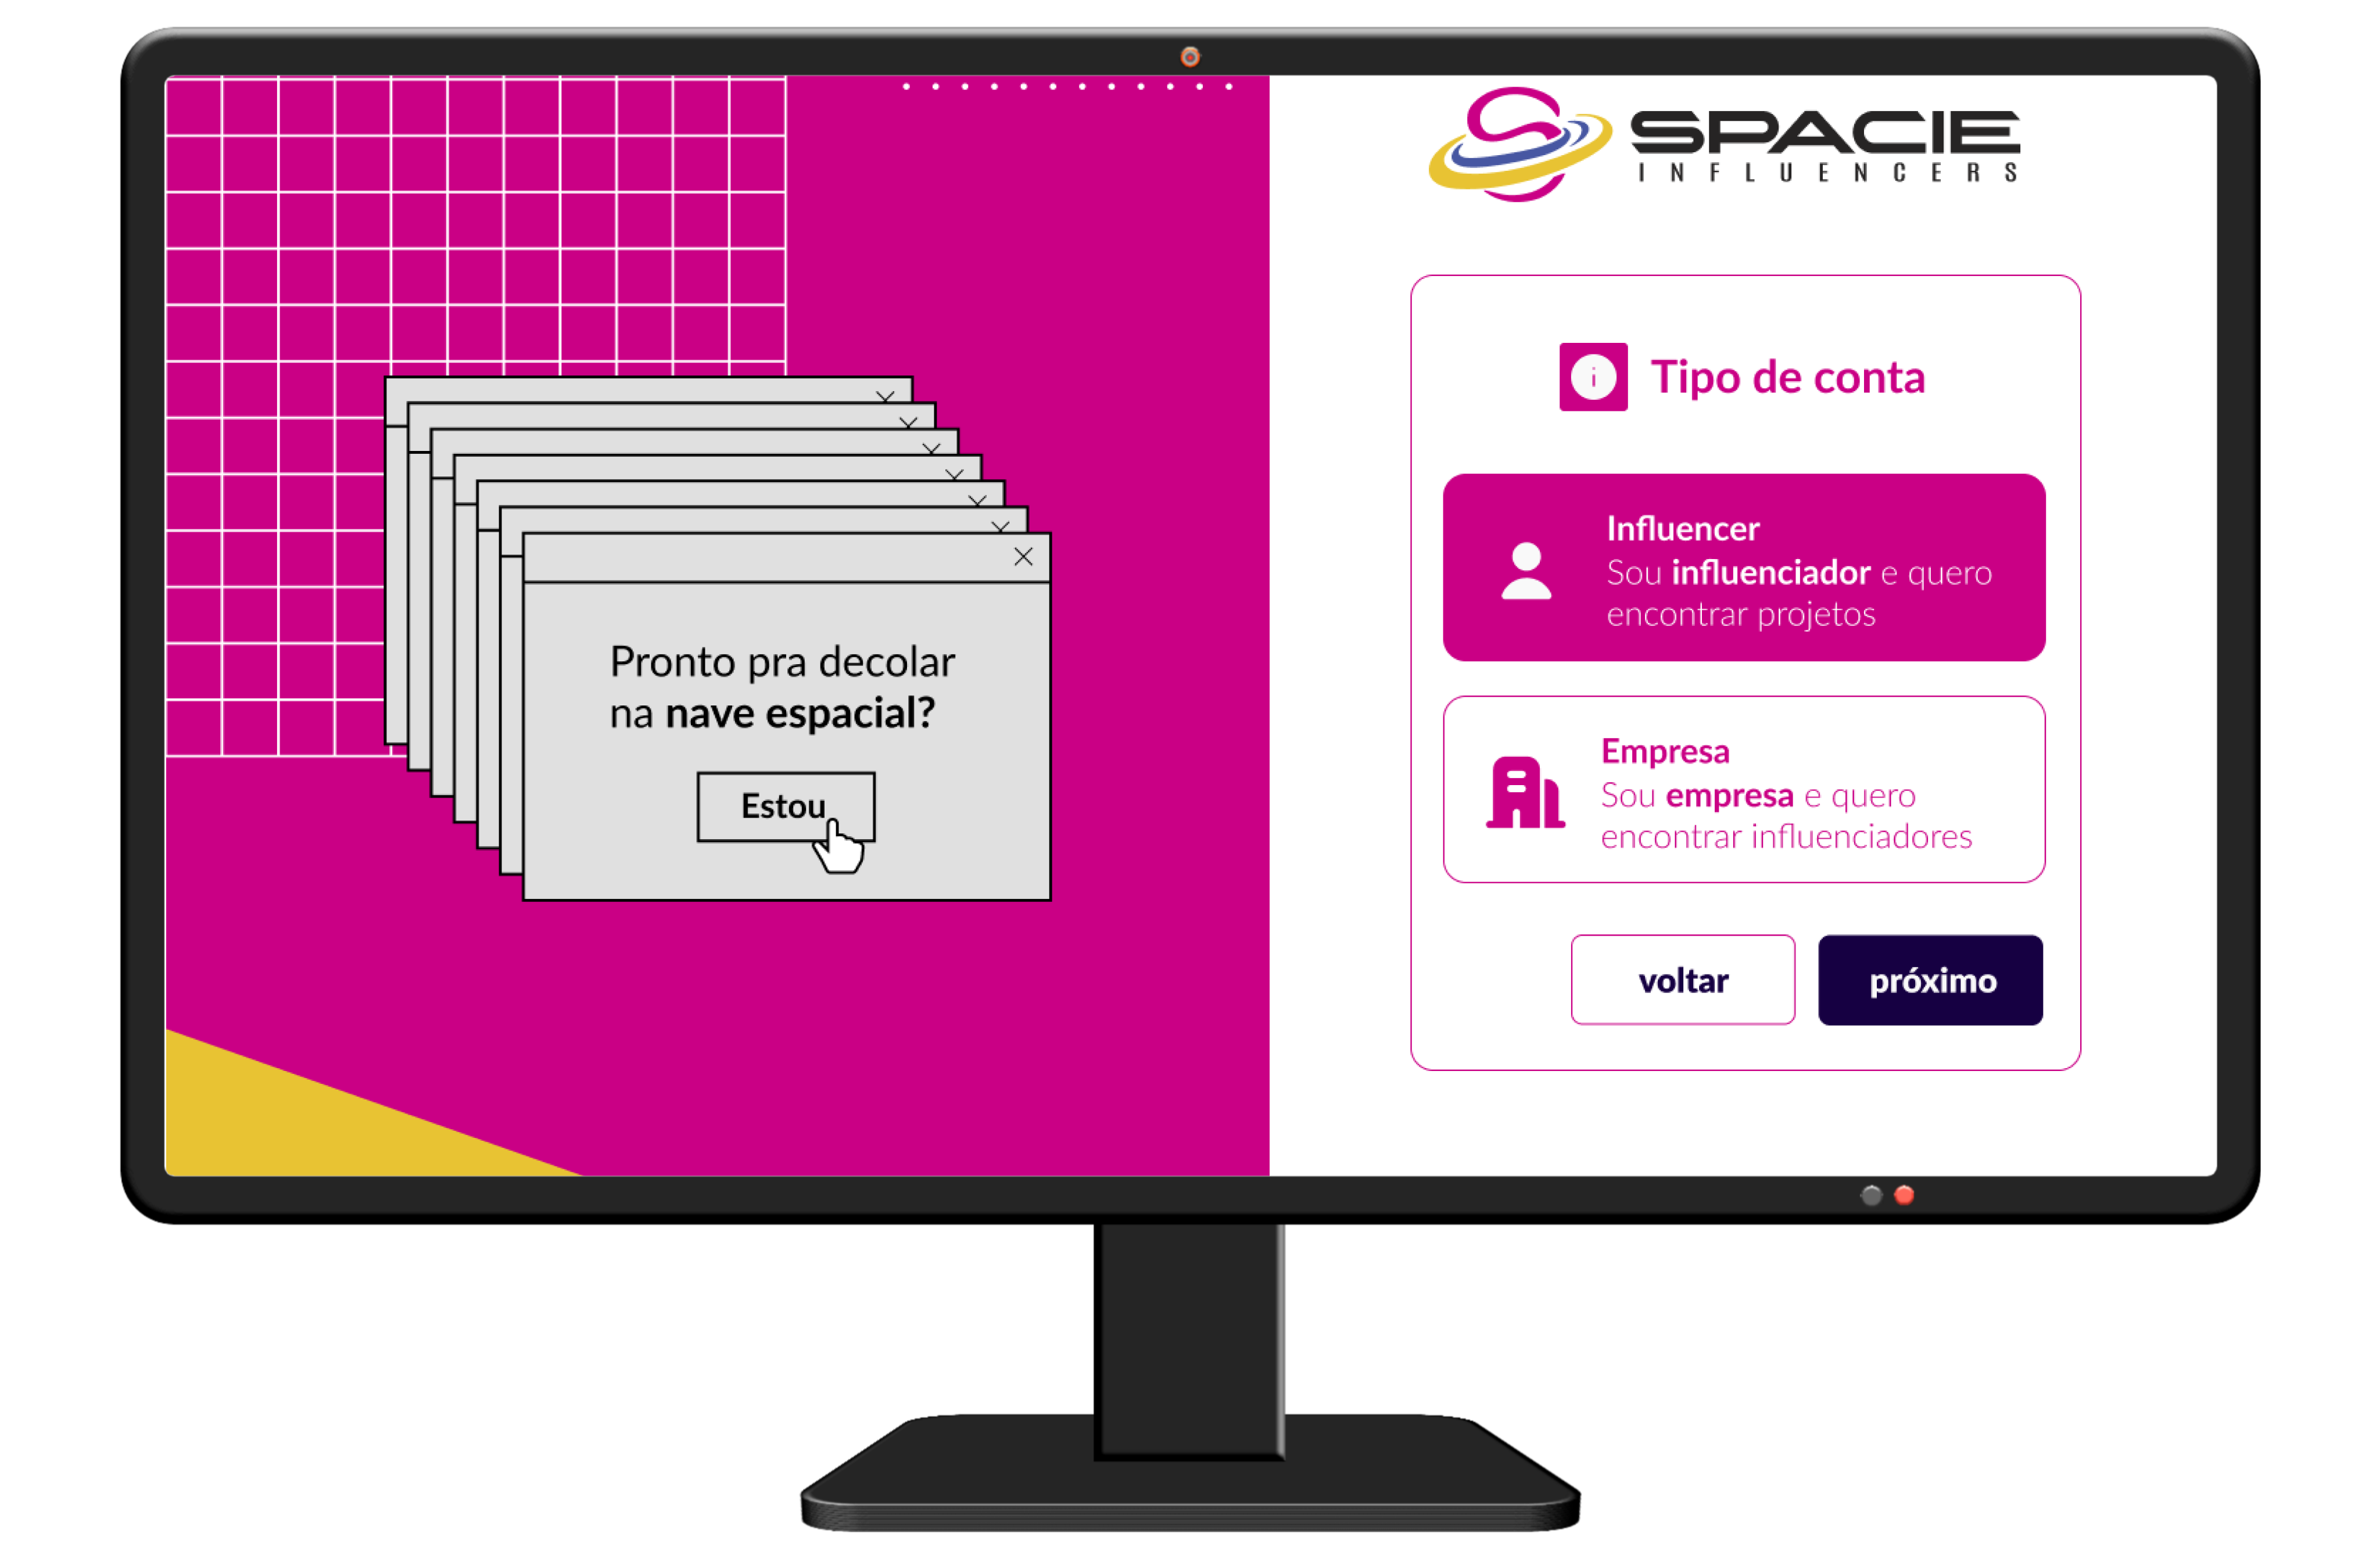 SPACIE
INFLUENCERS
Pronto pra decolar
na nave espacial?
Estou
Tipo de conta
Influencer
Sou influenciador e quero
encontrar projetos
Empresa
Sou empresa e quero
encontrar influenciadores
voltar
próximo